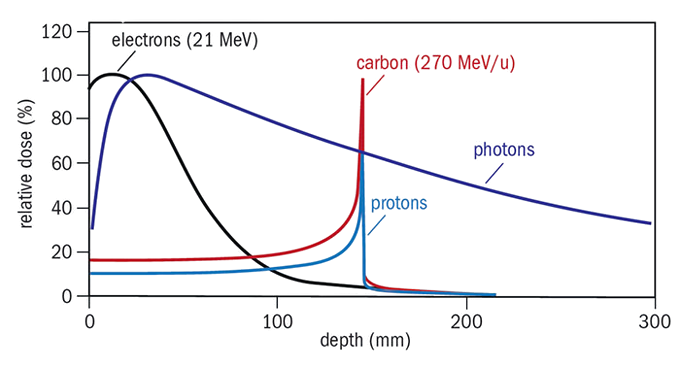 120
100
80
60
40
20
0
relative dose (%)
electrons (21 MeV)
carbon (270 MeV/u)
photons
protons
0
100
200
300
depth (mm)